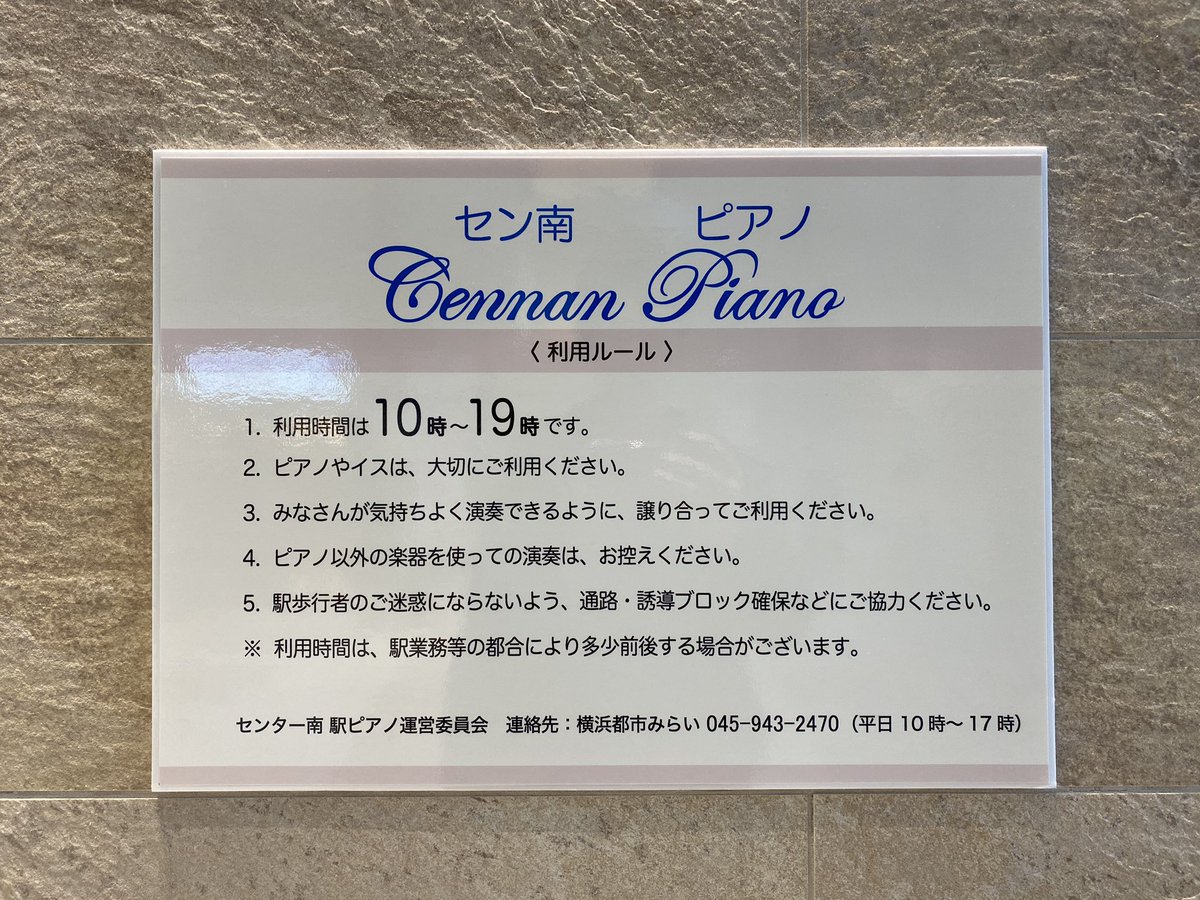 セン南 ピアノ
Cennan Piano
〈 利用ルール 〉
1. 利用時間は10時～19時です。
2. ピアノやイスは、大切にご利用ください。
3. みなさんが気持ちよく演奏できるように、譲り合ってご利用ください。
4. ピアノ以外の楽器を使っての演奏は、お控えください。
5. 駅歩行者のご迷惑にならないよう、通路・誘導ブロック確保などにご協力ください。
※ 利用時間は、駅業務等の都合により多少前後する場合がございます。
センター南 駅ピアノ運営委員会　連絡先：横浜都市みらい 045-943-2470（平日 10 時～ 17 時）